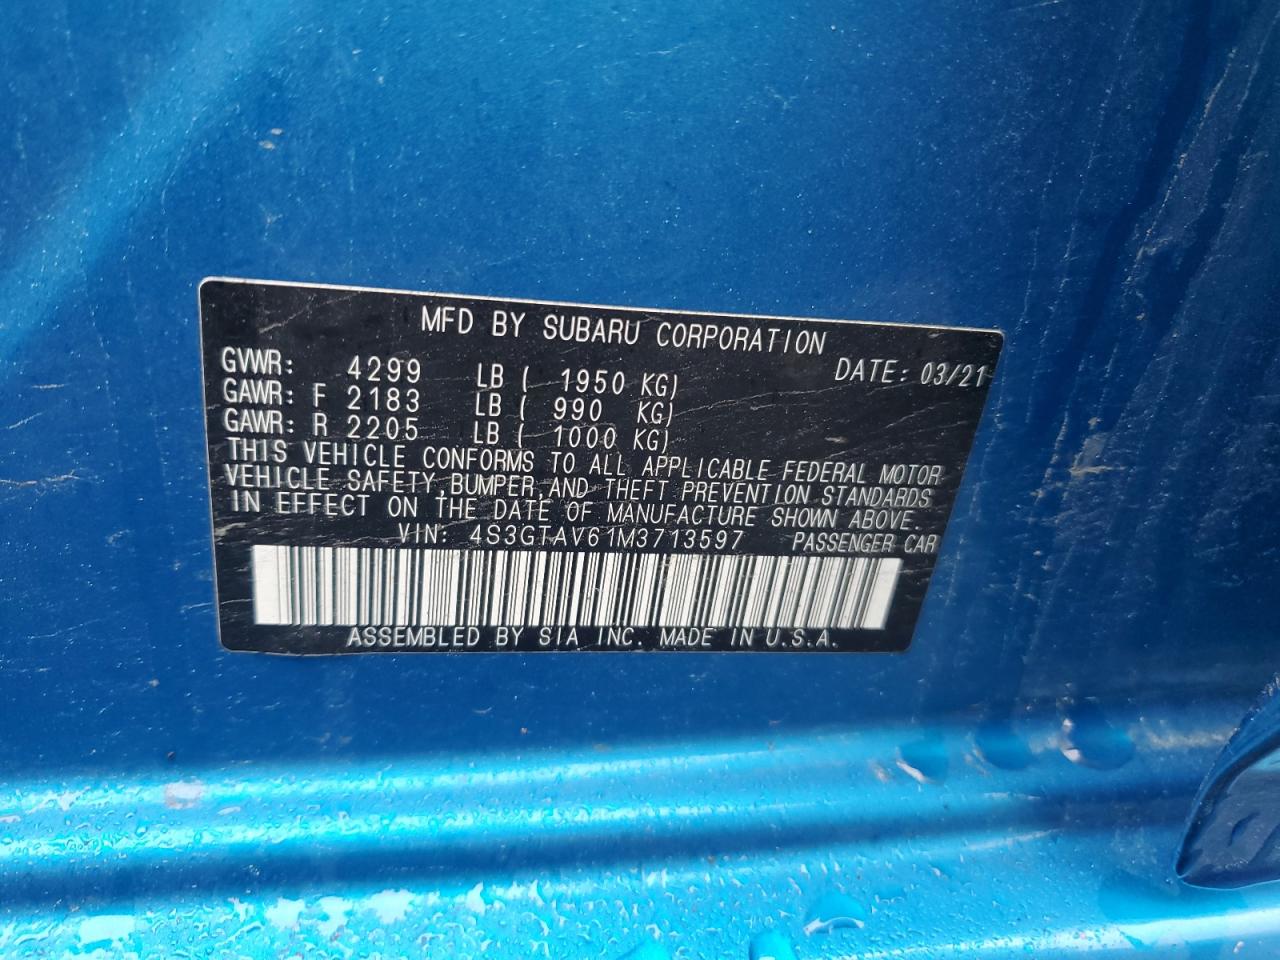 MFD BY SUBARU CORPORATION
DATE: 03/21
GVWR: 4299 LB ( 1950 KG)
GAWR: F 2183 LB ( 990 KG)
GAWR: R 2205 LB ( 1000 KG)
THIS VEHICLE CONFORMS TO ALL APPLICABLE FEDERAL MOTOR
VEHICLE SAFETY,BUMPER,AND THEFT PREVENTION STANDARDS
IN EFFECT ON THE DATE OF MANUFACTURE SHOWN ABOVE.
VIN: 4S3GTAV61M3713597 PASSENGER CAR
ASSEMBLED BY SIA INC. MADE IN U.S.A.